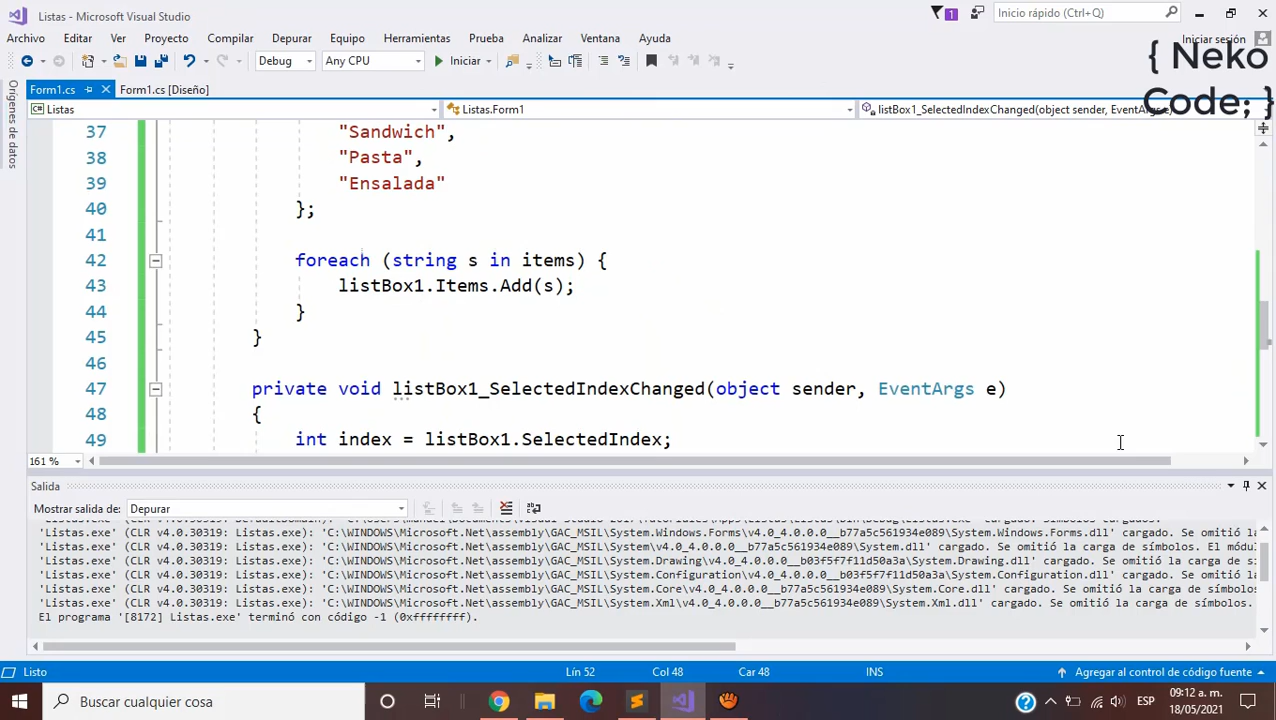 Listas - Microsoft Visual Studio
1
Inicio rápido (Ctrl+Q)
Archivo Editar Ver Proyecto Compilar Depurar Equipo Herramientas Prueba Analizar Ventana Ayuda
Iniciar sesión
{ Neko
Code; }
Debug Any CPU Iniciar
Orígenes de datos
Form1.cs Form1.cs [Diseño]
Listas Listas.Form1 listBox1_SelectedIndexChanged(object sender, EventArgs e)
37 "Sandwich",
38 "Pasta",
39 "Ensalada"
40 };
41
42 foreach (string s in items) {
43 listBox1.Items.Add(s);
44 }
45 }
46
47 private void listBox1_SelectedIndexChanged(object sender, EventArgs e)
48 {
49 int index = listBox1.SelectedIndex;
161 %
Salida
Mostrar salida de: Depurar
'Listas.exe' (CLR v4.0.30319: Listas.exe): 'C:\WINDOWS\Microsoft.Net\assembly\GAC_MSIL\System.Windows.Forms\v4.0_4.0.0.0__b77a5c561934e089\System.Windows.Forms.dll' cargado. Se omitió la
'Listas.exe' (CLR v4.0.30319: Listas.exe): 'C:\WINDOWS\Microsoft.Net\assembly\GAC_MSIL\System\v4.0_4.0.0.0__b77a5c561934e089\System.dll' cargado. Se omitió la carga de símbolos. El módul
'Listas.exe' (CLR v4.0.30319: Listas.exe): 'C:\WINDOWS\Microsoft.Net\assembly\GAC_MSIL\System.Drawing\v4.0_4.0.0.0__b03f5f7f11d50a3a\System.Drawing.dll' cargado. Se omitió la carga de s
'Listas.exe' (CLR v4.0.30319: Listas.exe): 'C:\WINDOWS\Microsoft.Net\assembly\GAC_MSIL\System.Configuration\v4.0_4.0.0.0__b03f5f7f11d50a3a\System.Configuration.dll' cargado. Se omitió l
'Listas.exe' (CLR v4.0.30319: Listas.exe): 'C:\WINDOWS\Microsoft.Net\assembly\GAC_MSIL\System.Core\v4.0_4.0.0.0__b77a5c561934e089\System.Core.dll' cargado. Se omitió la carga de símbolo
'Listas.exe' (CLR v4.0.30319: Listas.exe): 'C:\WINDOWS\Microsoft.Net\assembly\GAC_MSIL\System.Xml\v4.0_4.0.0.0__b77a5c561934e089\System.Xml.dll' cargado. Se omitió la carga de símbolos.
El programa '[8172] Listas.exe' terminó con código -1 (0xffffffff).
Listo Lín 52 Col 48 Car 48 INS Agregar al control de código fuente
Buscar cualquier cosa
ESP
09:12 a. m.
18/05/2021